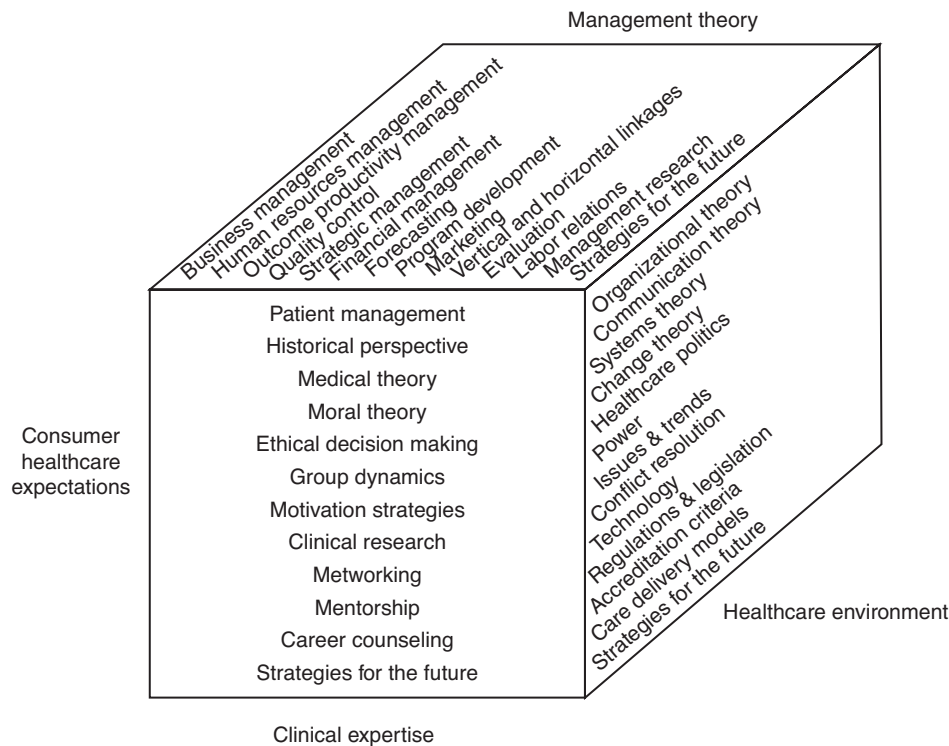 Management theory
Business management
Human resources management
Outcome productivity management
Quality control
Strategic management
Financial management
Forecasting
Program development
Marketing
Vertical and horizontal linkages
Evaluation
Labor relations
Management research
Strategies for the future
Organizational theory
Communication theory
Systems theory
Change theory
Healthcare politics
Power
Issues & trends
Conflict resolution
Technology
Regulations & legislation
Accreditation criteria
Care delivery models
Strategies for the future
Patient management
Historical perspective
Medical theory
Moral theory
Ethical decision making
Group dynamics
Motivation strategies
Clinical research
Metworking
Mentorship
Career counseling
Strategies for the future
Consumer
healthcare
expectations
Healthcare environment
Clinical expertise